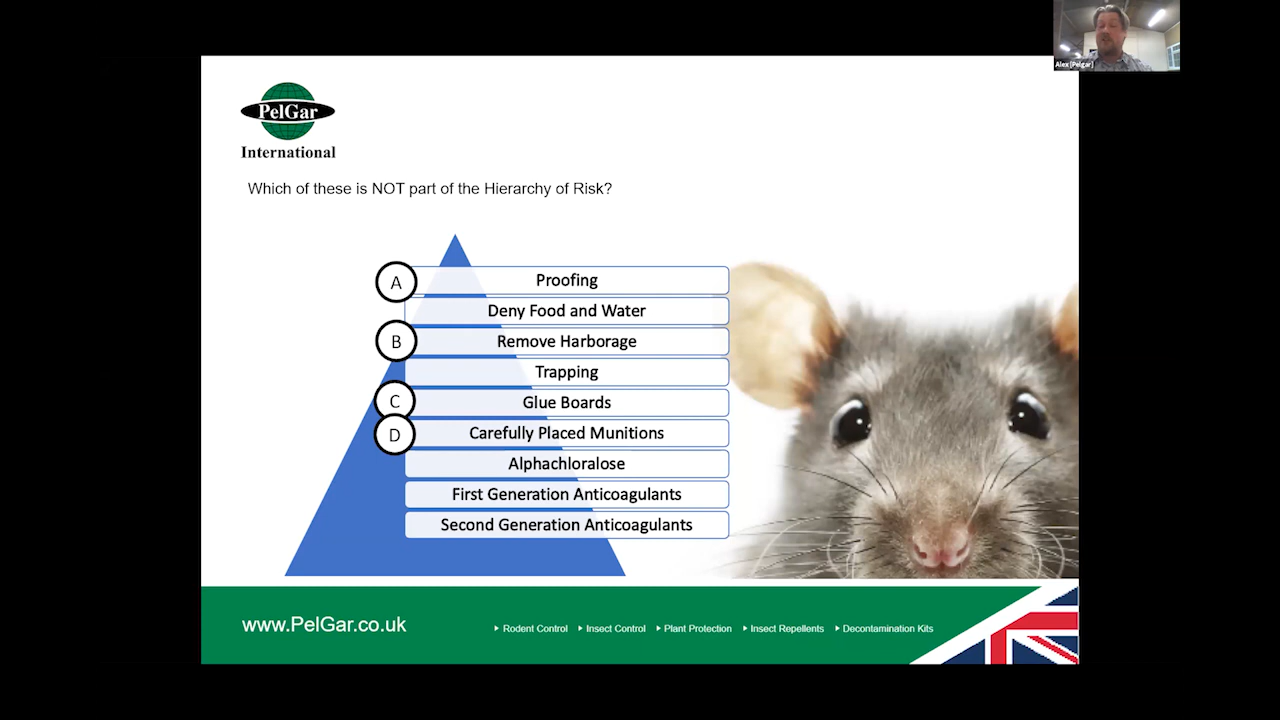 Alex [Pelgar]
PelGar
International
Which of these is NOT part of the Hierarchy of Risk?
A
Proofing
Deny Food and Water
B
Remove Harborage
Trapping
C
Glue Boards
D
Carefully Placed Munitions
Alphachloralose
First Generation Anticoagulants
Second Generation Anticoagulants
www.PelGar.co.uk
Rodent Control
Insect Control
Plant Protection
Insect Repellents
Decontamination Kits